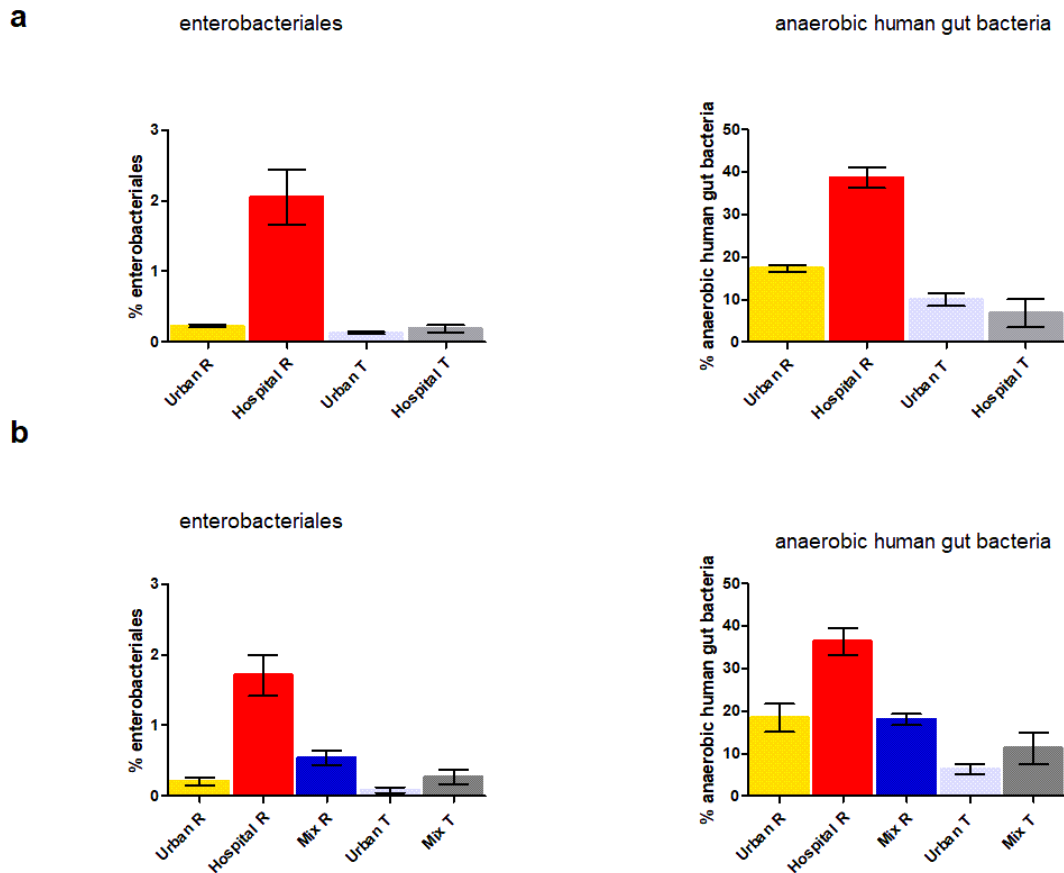 a
enterobacteriales
anaerobic human gut bacteria
% enterobacteriales
3
2
1
0
Urban R
Hospital R
Urban T
Hospital T
% anaerobic human gut bacteria
50
40
30
20
10
0
Urban R
Hospital R
Urban T
Hospital T
b
enterobacteriales
anaerobic human gut bacteria
% enterobacteriales
3
2
1
0
Urban R
Hospital R
Mix R
Urban T
Mix T
% anaerobic human gut bacteria
50
40
30
20
10
0
Urban R
Hospital R
Mix R
Urban T
Mix T